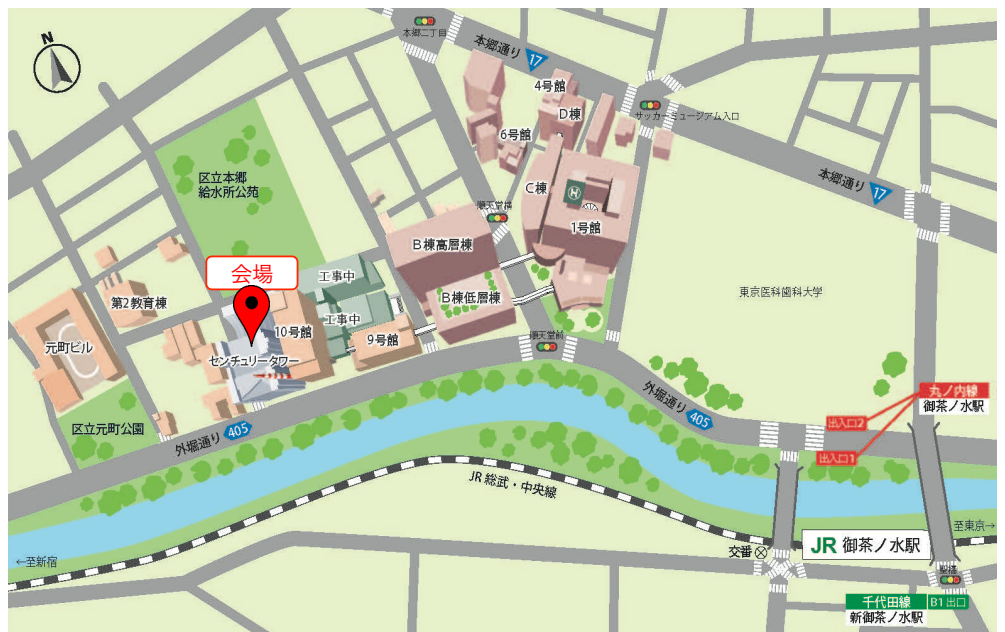 N
本郷二丁目
本郷通り
17
4号館
D棟
6号館
サッカーミュージアム入口
区立本郷
給水所公苑
C棟
本郷通り
17
H
順天堂横
1号館
B棟高層棟
会場
工事中
東京医科歯科大学
第2教育棟
B棟低層棟
工事中
10号館
元町ビル
9号館
順天堂前
センチュリータワー
丸ノ内線
御茶ノ水駅
外堀通り
405
出入口2
区立元町公園
外堀通り
405
出入口1
JR 総武・中央線
至東京→
JR 御茶ノ水駅
交番
←至新宿
聖橋
千代田線
B1 出口
新御茶ノ水駅